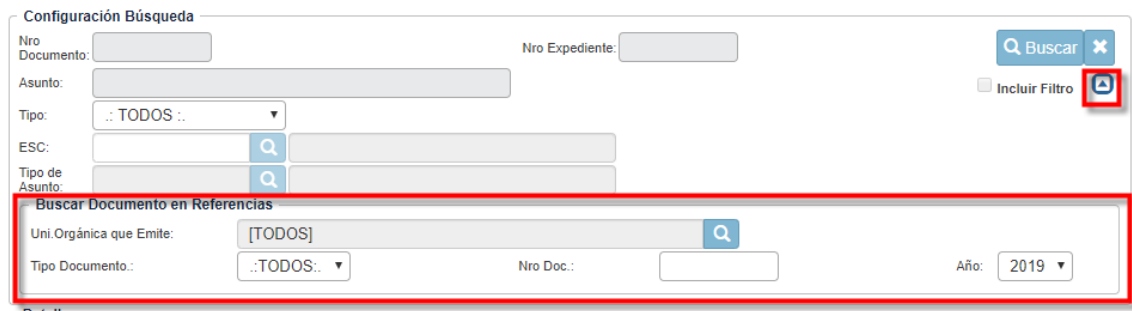 Configuración Búsqueda
Nro Documento:
Nro Expediente:
Buscar
Asunto:
Incluir Filtro
Tipo: .: TODOS :.
ESC:
Tipo de Asunto:
Buscar Documento en Referencias
Uni.Orgánica que Emite: [TODOS]
Tipo Documento.: .:TODOS:. Nro Doc.: Año: 2019